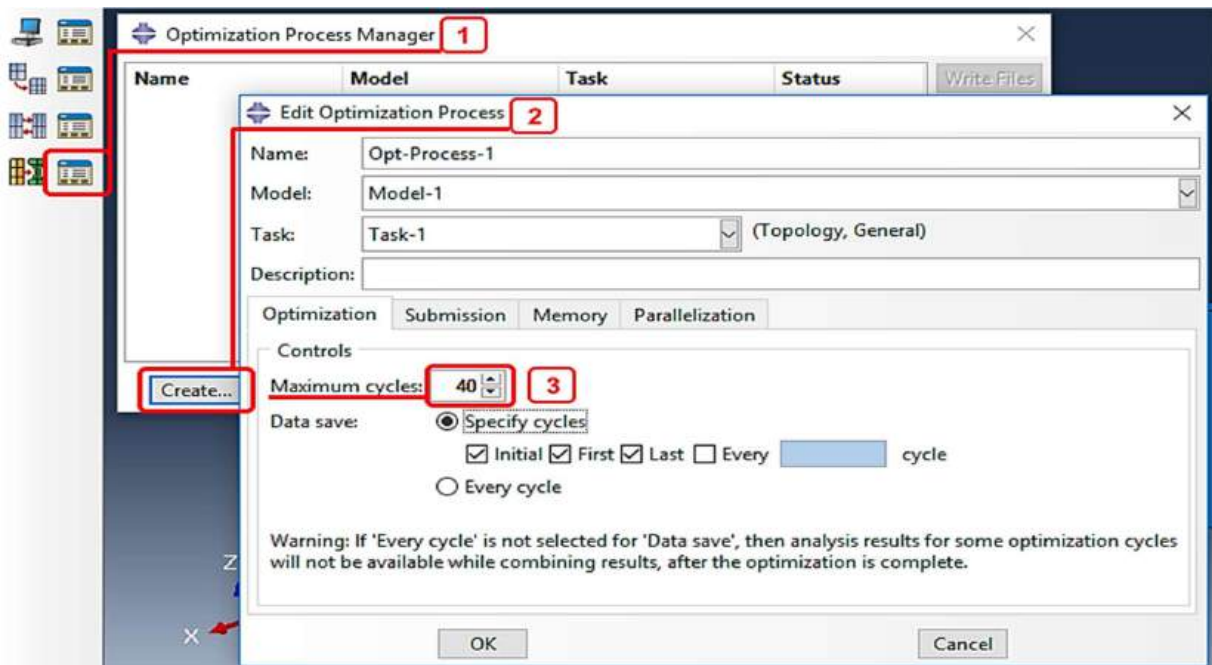 Optimization Process Manager 1
Name Model Task Status Write Files
Edit Optimization Process 2
Name: Opt-Process-1
Model: Model-1
Task: Task-1 (Topology, General)
Description:
Optimization Submission Memory Parallelization
Controls
Create... Maximum cycles: 40 3
Data save: Specify cycles
Initial First Last Every cycle
Every cycle
Warning: If 'Every cycle' is not selected for 'Data save', then analysis results for some optimization cycles
will not be available while combining results, after the optimization is complete.
Z
X
OK Cancel